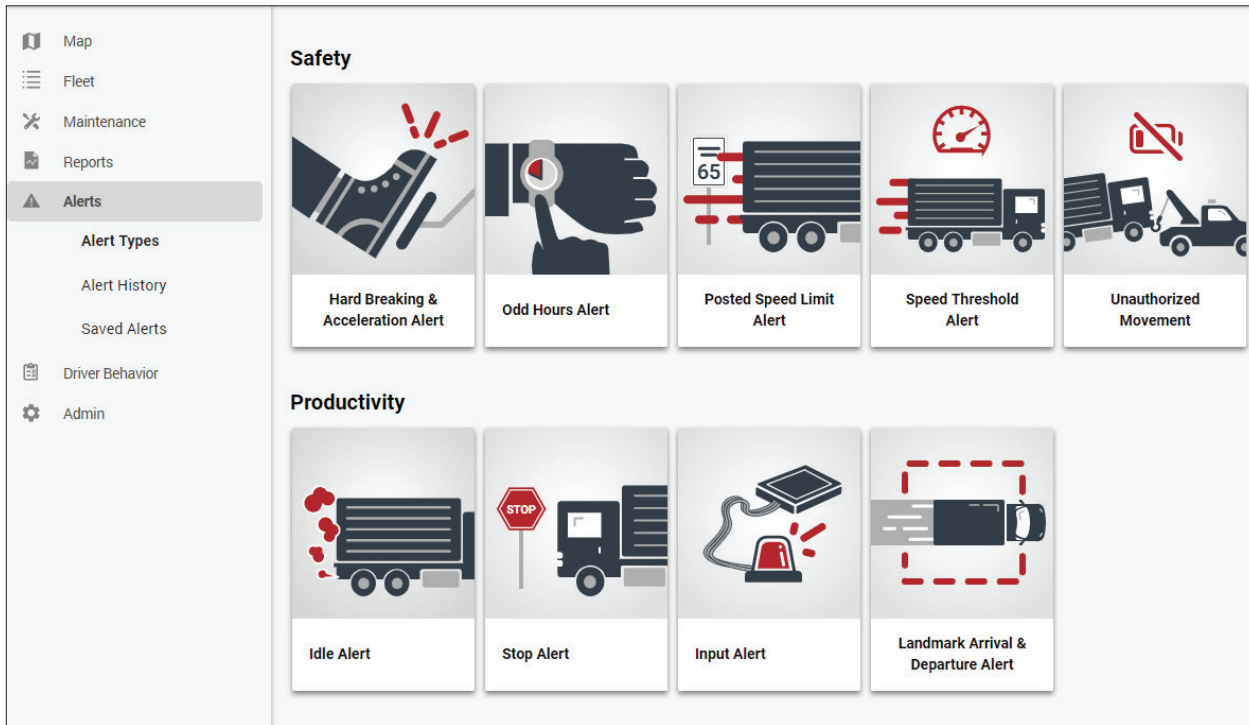 Map
Fleet
Maintenance
Reports
Alerts
Alert Types
Alert History
Saved Alerts
Driver Behavior
Admin
Safety
65
Hard Breaking &
Acceleration Alert
Odd Hours Alert
Posted Speed Limit
Alert
Speed Threshold
Alert
Unauthorized
Movement
Productivity
STOP
Idle Alert
Stop Alert
Input Alert
Landmark Arrival &
Departure Alert